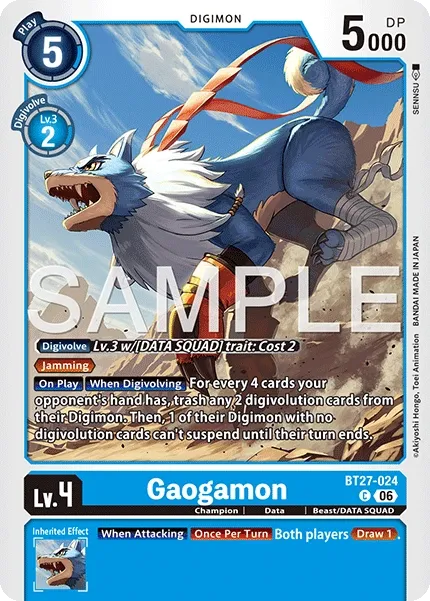 Play
5
DIGIMON
5000
DP
Digivolve
Lv.3
2
SENNSU
SAMPLE
©Akiyoshi Hongo, Toei Animation BANDAI MADE IN JAPAN
Digivolve Lv.3 w/[DATA SQUAD] trait: Cost 2
Jamming
On Play When Digivolving For every 4 cards your
opponent's hand has, trash any 2 digivolution cards from
their Digimon. Then, 1 of their Digimon with no
digivolution cards can't suspend until their turn ends.
Lv.4
Gaogamon
BT27-024
C 06
Champion | Data | Beast/DATA SQUAD
Inherited Effect
When Attacking Once Per Turn Both players Draw 1.